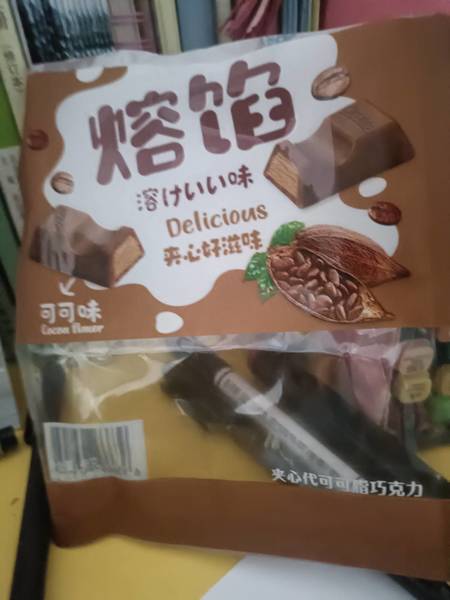 熔馅
溶けいい味
Delicious
夹心好滋味
可可味
Cocoa flavor
夹心代可可脂巧克力